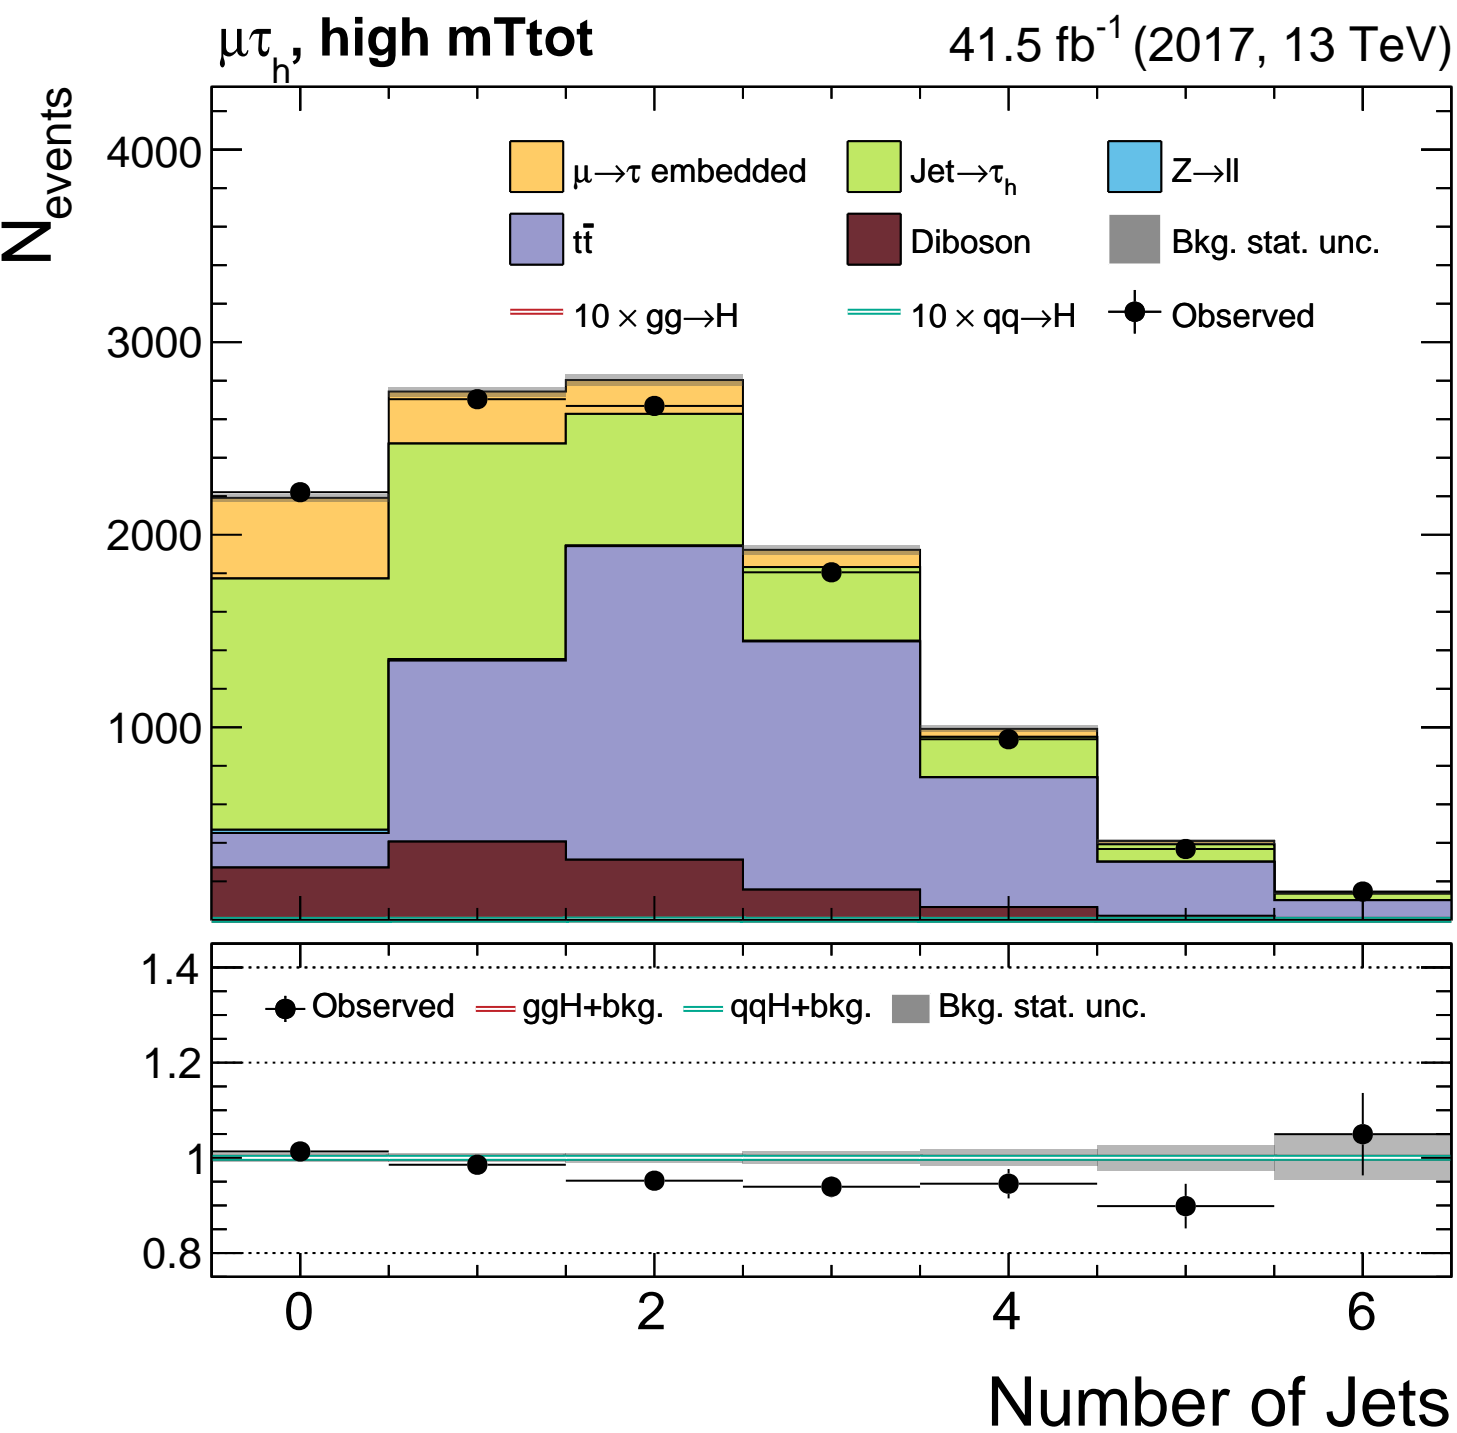 μτh, high mTtot 41.5 fb-1 (2017, 13 TeV)
Nevents
4000
3000
2000
1000
μ→τ embedded Jet→τh Z→ll
tt̄ Diboson Bkg. stat. unc.
10 × gg→H 10 × qq→H Observed
1.4
1.2
1
0.8
Observed ggH+bkg. qqH+bkg. Bkg. stat. unc.
0 2 4 6
Number of Jets